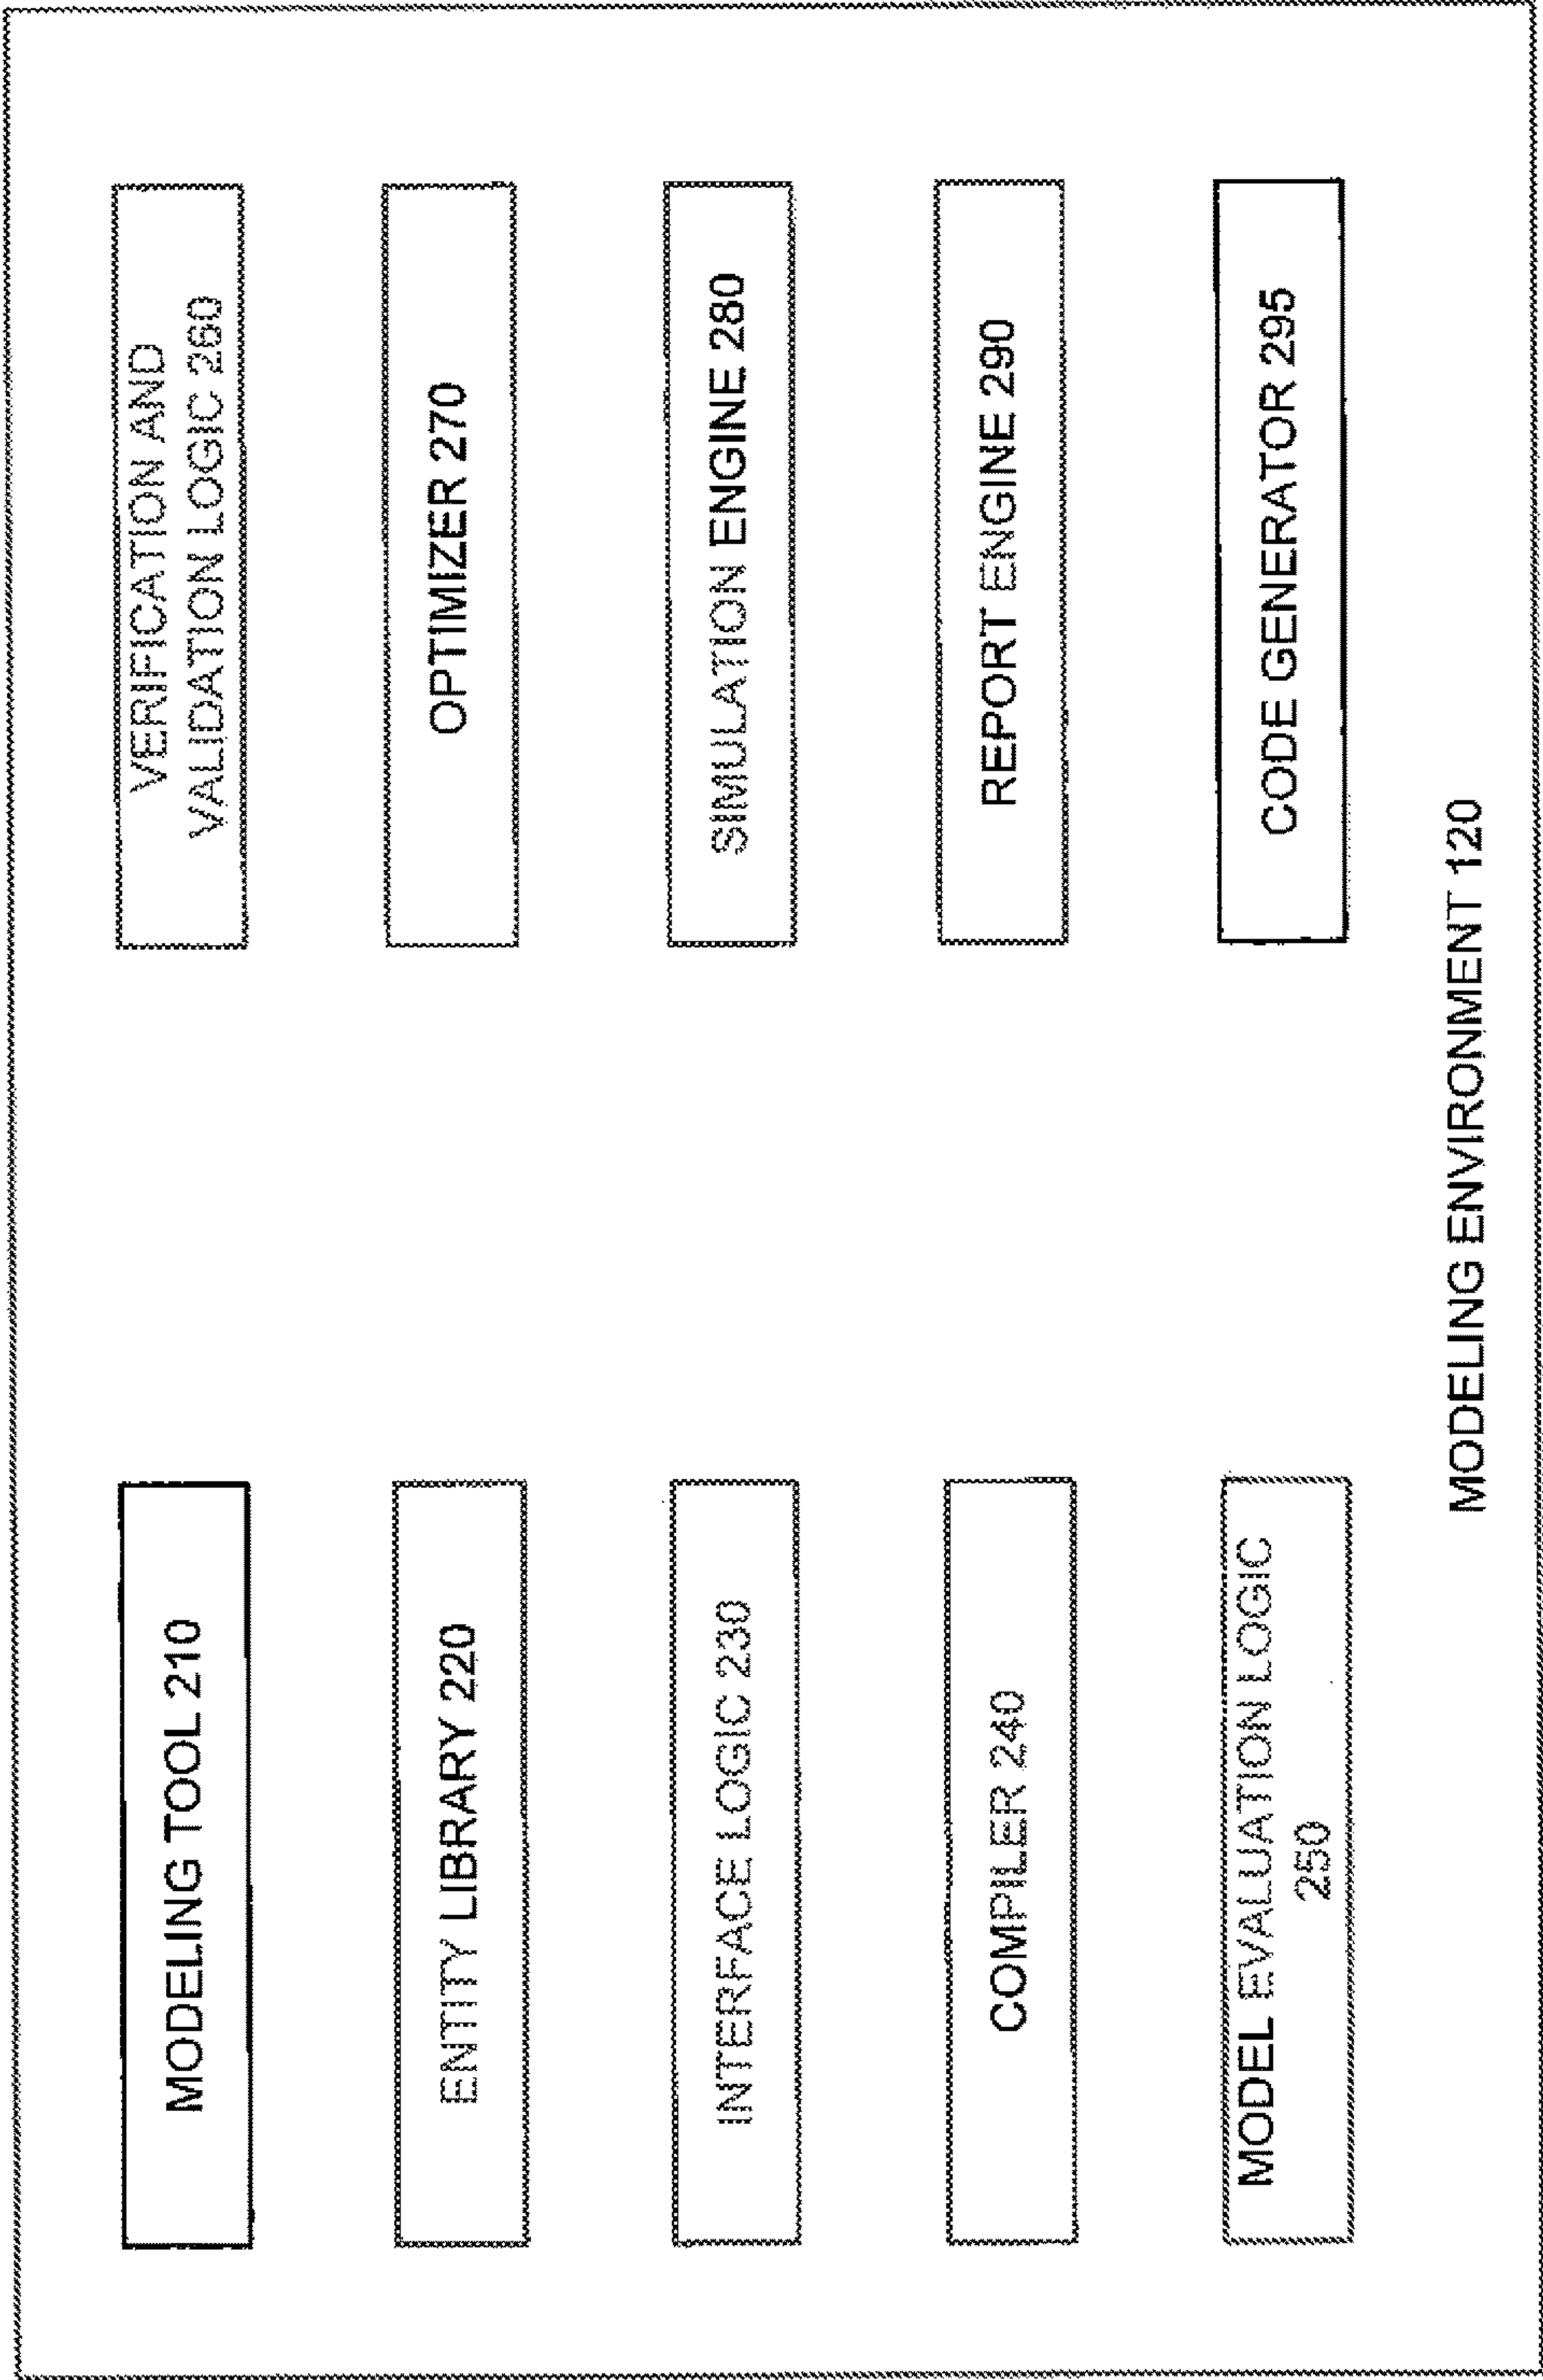 MODELING TOOL 210
ENTITY LIBRARY 220
INTERFACE LOGIC 230
COMPILER 240
MODEL EVALUATION LOGIC
250
VERIFICATION AND
VALIDATION LOGIC 260
OPTIMIZER 270
SIMULATION ENGINE 280
REPORT ENGINE 290
CODE GENERATOR 295
MODELING ENVIRONMENT 120